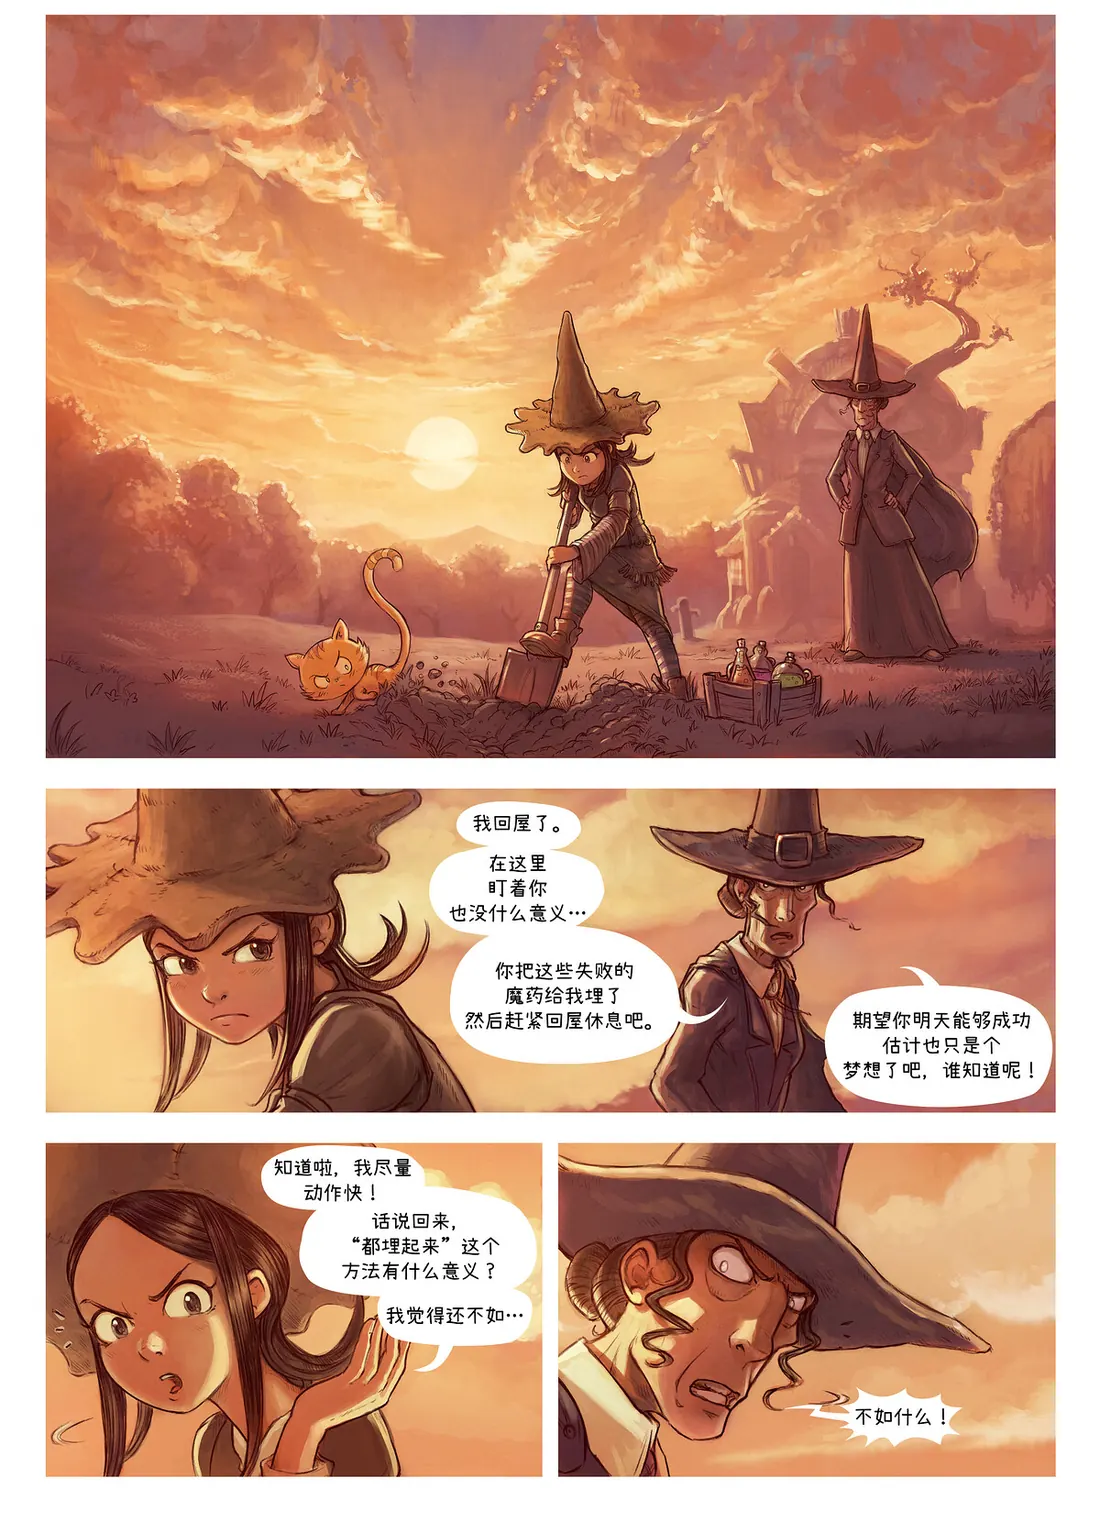 我回屋了。
在这里
盯着你
也没什么意义…
你把这些失败的
魔药给我埋了
然后赶紧回屋休息吧。
期望你明天能够成功
估计也只是个
梦想了吧，谁知道呢！
知道啦，我尽量
动作快！
话说回来，
“都埋起来”这个
方法有什么意义？
我觉得还不如…
不如什么！